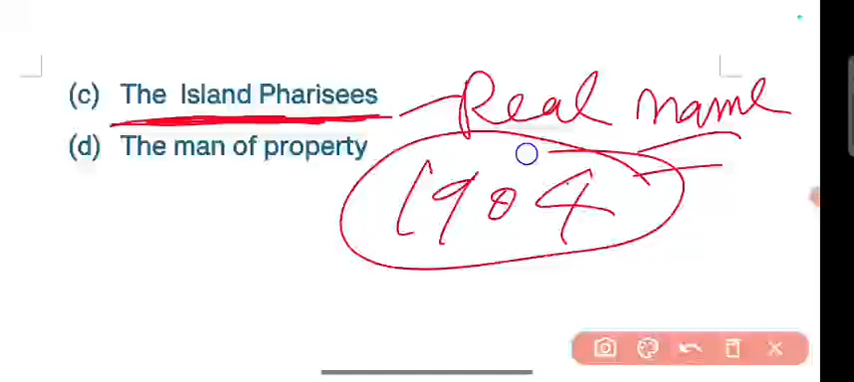 (c) The Island Pharisees Real name
(d) The man of property
1904